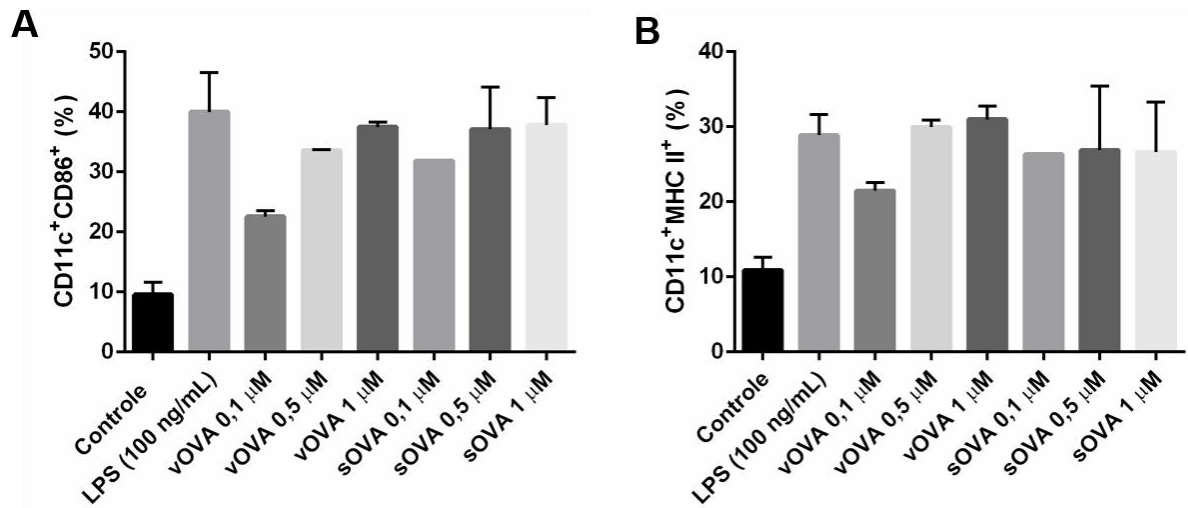 A
CD11c+CD86+ (%)
50
40
30
20
10
0
Controle
LPS (100 ng/mL)
vOVA 0,1 µM
vOVA 0,5 µM
vOVA 1 µM
sOVA 0,1 µM
sOVA 0,5 µM
sOVA 1 µM
B
CD11c+MHC II+ (%)
40
30
20
10
0
Controle
LPS (100 ng/mL)
vOVA 0,1 µM
vOVA 0,5 µM
vOVA 1 µM
sOVA 0,1 µM
sOVA 0,5 µM
sOVA 1 µM